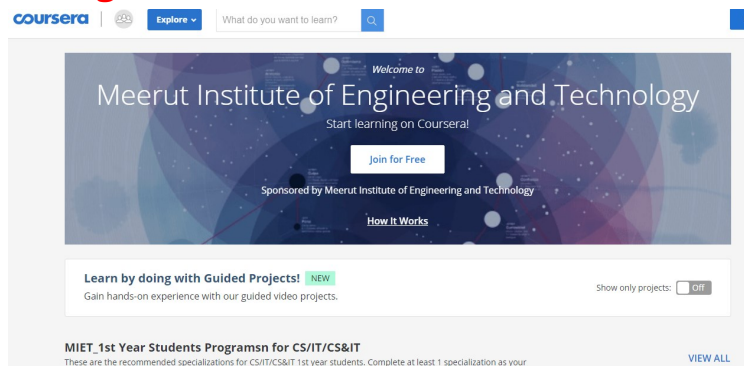 coursera
Explore
What do you want to learn?
Welcome to
Meerut Institute of Engineering and Technology
Start learning on Coursera!
Join for Free
Sponsored by Meerut Institute of Engineering and Technology
How It Works
Learn by doing with Guided Projects! NEW
Gain hands-on experience with our guided video projects.
Show only projects: Off
MIET_1st Year Students Programsn for CS/IT/CS&IT
These are the recommended specializations for CS/IT/CS&IT 1st year students. Complete at least 1 specialization as your
VIEW ALL